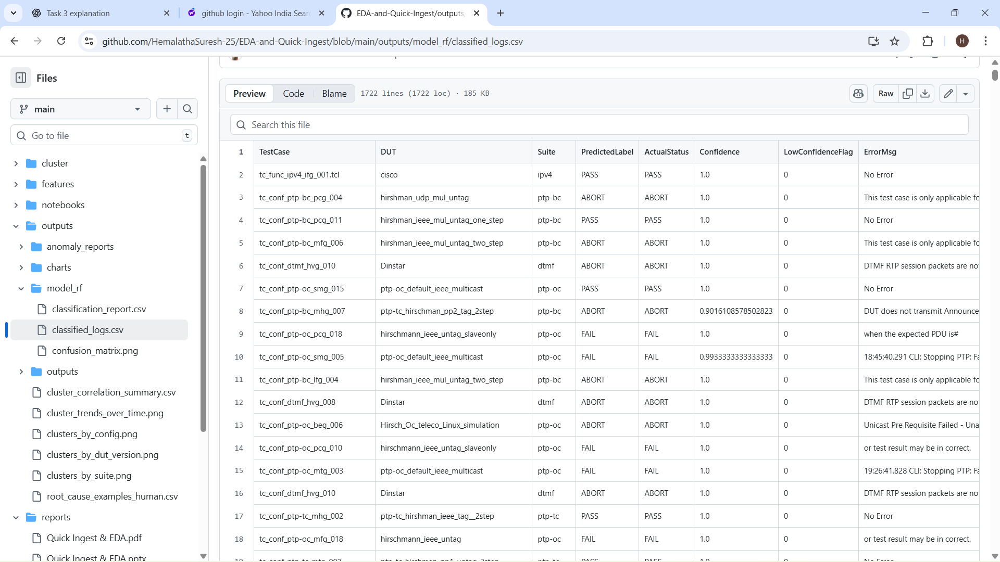 Task 3 explanation
github login - Yahoo India Sear
EDA-and-Quick-Ingest/outputs/
github.com/HemalathaSuresh-25/EDA-and-Quick-Ingest/blob/main/outputs/model_rf/classified_logs.csv
H
Files
main
Go to file
t
cluster
features
notebooks
outputs
anomaly_reports
charts
model_rf
classification_report.csv
classified_logs.csv
confusion_matrix.png
outputs
cluster_correlation_summary.csv
cluster_trends_over_time.png
clusters_by_config.png
clusters_by_dut_version.png
clusters_by_suite.png
root_cause_examples_human.csv
reports
Quick Ingest & EDA.pdf
Quick Ingest & EDA.pptx
Preview Code Blame 1722 lines (1722 loc) · 185 KB Raw
Search this file
1 TestCase DUT Suite PredictedLabel ActualStatus Confidence LowConfidenceFlag ErrorMsg
2 tc_func_ipv4_ifg_001.tcl cisco ipv4 PASS PASS 1.0 0 No Error
3 tc_conf_ptp-bc_pcg_004 hirshman_udp_mul_untag ptp-bc ABORT ABORT 1.0 0 This test case is only applicable fo
4 tc_conf_ptp-bc_pcg_011 hirshman_ieee_mul_untag_one_step ptp-bc PASS PASS 1.0 0 No Error
5 tc_conf_ptp-bc_mfg_006 hirshman_ieee_mul_untag_two_step ptp-bc ABORT ABORT 1.0 0 This test case is only applicable fo
6 tc_conf_dtmf_hvg_010 Dinstar dtmf ABORT ABORT 1.0 0 DTMF RTP session packets are not
7 tc_conf_ptp-oc_smg_015 ptp-oc_default_ieee_multicast ptp-oc PASS PASS 1.0 0 No Error
8 tc_conf_ptp-bc_mhg_007 ptp-tc_hirschman_pp2_tag_2step ptp-bc ABORT ABORT 0.9016108578502823 0 DUT does not transmit Announce
9 tc_conf_ptp-oc_pcg_018 hirschmann_ieee_untag_slaveonly ptp-oc FAIL FAIL 1.0 0 when the expected PDU is#
10 tc_conf_ptp-oc_smg_005 ptp-oc_default_ieee_multicast ptp-oc FAIL FAIL 0.9933333333333333 0 18:45:40.291 CLI: Stopping PTP: Fa
11 tc_conf_ptp-bc_lfg_004 hirshman_ieee_mul_untag_two_step ptp-bc ABORT ABORT 1.0 0 This test case is only applicable fo
12 tc_conf_dtmf_hvg_008 Dinstar dtmf ABORT ABORT 1.0 0 DTMF RTP session packets are not
13 tc_conf_ptp-oc_beg_006 Hirsch_Oc_teleco_Linux_simulation ptp-oc ABORT ABORT 1.0 0 Unicast Pre Requisite Failed - Una
14 tc_conf_ptp-oc_pcg_010 hirschmann_ieee_untag_slaveonly ptp-oc FAIL FAIL 1.0 0 or test result may be in correct.
15 tc_conf_ptp-oc_mtg_003 ptp-oc_default_ieee_multicast ptp-oc FAIL FAIL 1.0 0 19:26:41.828 CLI: Stopping PTP: Fa
16 tc_conf_dtmf_hvg_010 Dinstar dtmf ABORT ABORT 1.0 0 DTMF RTP session packets are not
17 tc_conf_ptp-tc_mhg_002 ptp-tc_hirshman_ieee_tag__2step ptp-tc PASS PASS 1.0 0 No Error
18 tc_conf_ptp-oc_mfg_018 hirschmann_ieee_untag ptp-oc FAIL FAIL 1.0 0 or test result may be in correct.